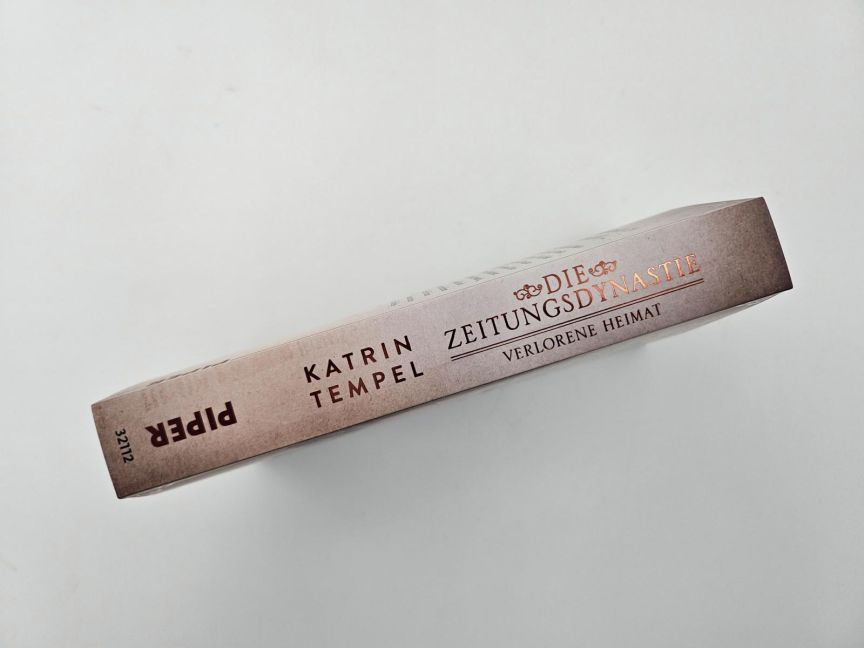 DIE
ZEITUNGSDYNASTIE
VERLORENE HEIMAT
KATRIN
TEMPEL
PIPER
32112